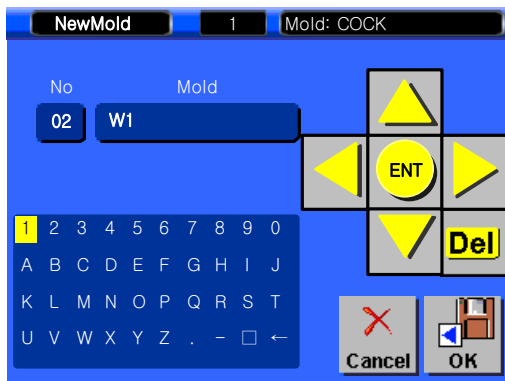 NewMold 1 Mold: COCK
No Mold
02 W1
ENT
Del
1 2 3 4 5 6 7 8 9 0
A B C D E F G H I J
K L M N O P Q R S T
U V W X Y Z . - □ ←
Cancel OK